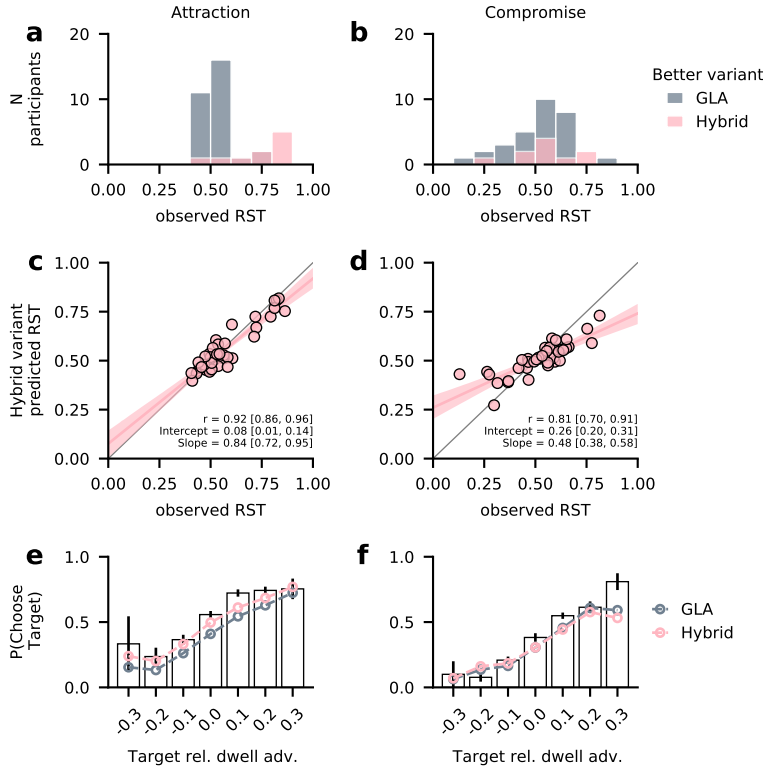 Attraction
Compromise
a
b
20
10
0
N
participants
0.00 0.25 0.50 0.75 1.00
observed RST
20
10
0
0.00 0.25 0.50 0.75 1.00
observed RST
Better variant
GLA
Hybrid
c
d
1.00
0.75
0.50
0.25
0.00
Hybrid variant
predicted RST
r = 0.92 [0.86, 0.96]
Intercept = 0.08 [0.01, 0.14]
Slope = 0.84 [0.72, 0.95]
0.00 0.25 0.50 0.75 1.00
observed RST
1.00
0.75
0.50
0.25
0.00
r = 0.81 [0.70, 0.91]
Intercept = 0.26 [0.20, 0.31]
Slope = 0.48 [0.38, 0.58]
0.00 0.25 0.50 0.75 1.00
observed RST
e
f
1.0
0.5
0.0
P(Choose
Target)
-0.3 -0.2 -0.1 0.0 0.1 0.2 0.3
Target rel. dwell adv.
1.0
0.5
0.0
-0.3 -0.2 -0.1 0.0 0.1 0.2 0.3
Target rel. dwell adv.
GLA
Hybrid